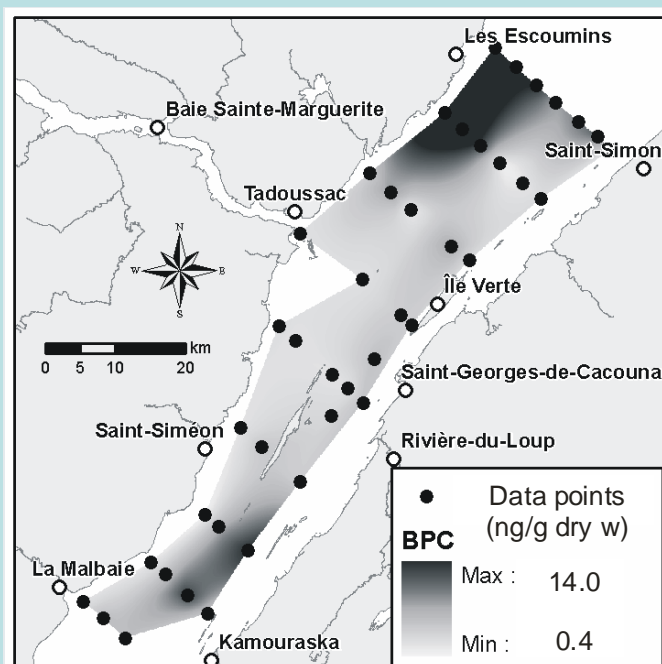 Les Escoumins
Baie Sainte-Marguerite
Saint-Simon
Tadoussac
N
W E
S
Île Verte
km
0 5 10 20
Saint-Georges-de-Cacouna
Saint-Siméon
Rivière-du-Loup
Data points
(ng/g dry w)
BPC
Max : 14.0
La Malbaie
Min : 0.4
Kamouraska